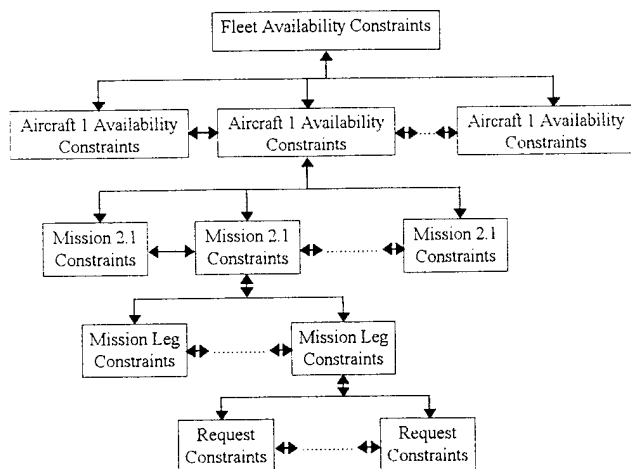 Fleet Availability Constraints
Aircraft 1 Availability
Constraints
Aircraft 1 Availability
Constraints
Aircraft 1 Availability
Constraints
Mission 2.1
Constraints
Mission 2.1
Constraints
Mission 2.1
Constraints
Mission Leg
Constraints
Mission Leg
Constraints
Request
Constraints
Request
Constraints